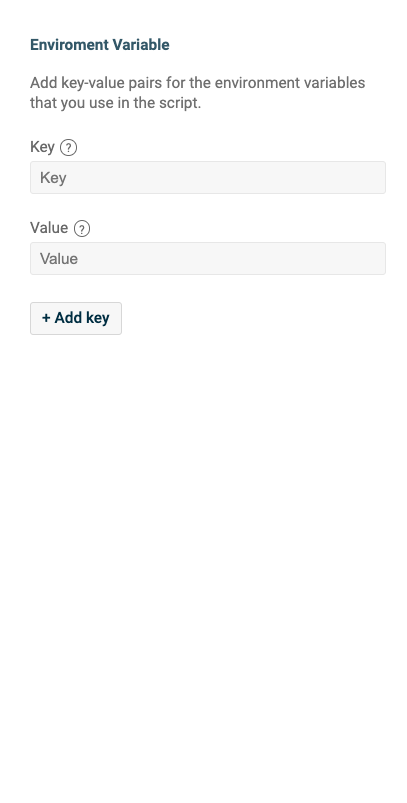 Enviroment Variable
Add key-value pairs for the environment variables
that you use in the script.
Key ?
Key
Value ?
Value
+ Add key